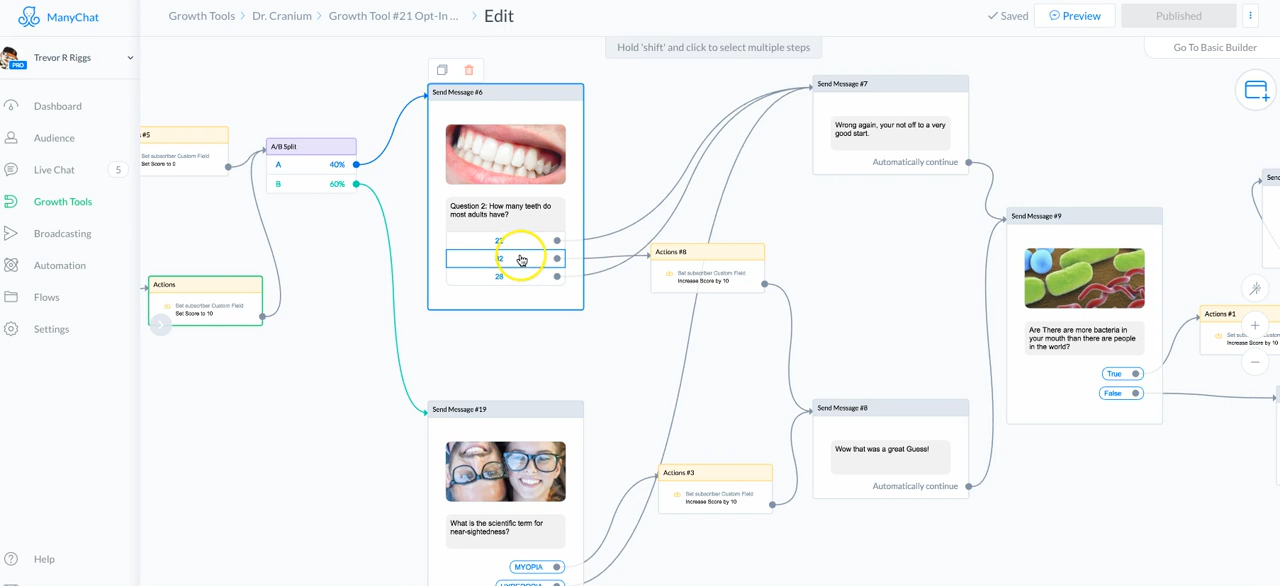 ManyChat
Growth Tools > Dr. Cranium > Growth Tool #21 Opt-In ... > Edit
Saved
Preview
Published
Hold 'shift' and click to select multiple steps
Go To Basic Builder
Trevor R Riggs
PRO
Dashboard
Audience
Live Chat
5
Growth Tools
Broadcasting
Automation
Flows
Settings
Help
#5
Set subscriber Custom Field
Actions
Set subscriber Custom Field
Set Score to 10
A/B Split
A 40%
B 60%
Send Message #6
Question 2: How many teeth do
most adults have?
28
Send Message #19
What is the scientific term for
near-sightedness?
MYOPIA
Actions #8
Set subscriber Custom Field
Increase Score by 10
Actions #3
Set subscriber Custom Field
Increase Score by 10
Send Message #7
Wrong again, your not off to a very
good start.
Automatically continue
Send Message #8
Wow that was a great Guess!
Automatically continue
Send Message #9
Are There are more bacteria in
your mouth than there are people
in the world?
True
False
Actions #1
Increase Score by 10